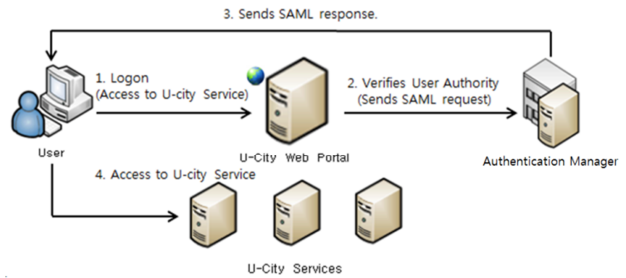 3. Sends SAML response.
1. Logon
(Access to U-city Service)
2. Verifies User Authority
(Sends SAML request)
User
U-City Web Portal
Authentication Manager
4. Access to U-city Service
U-City Services